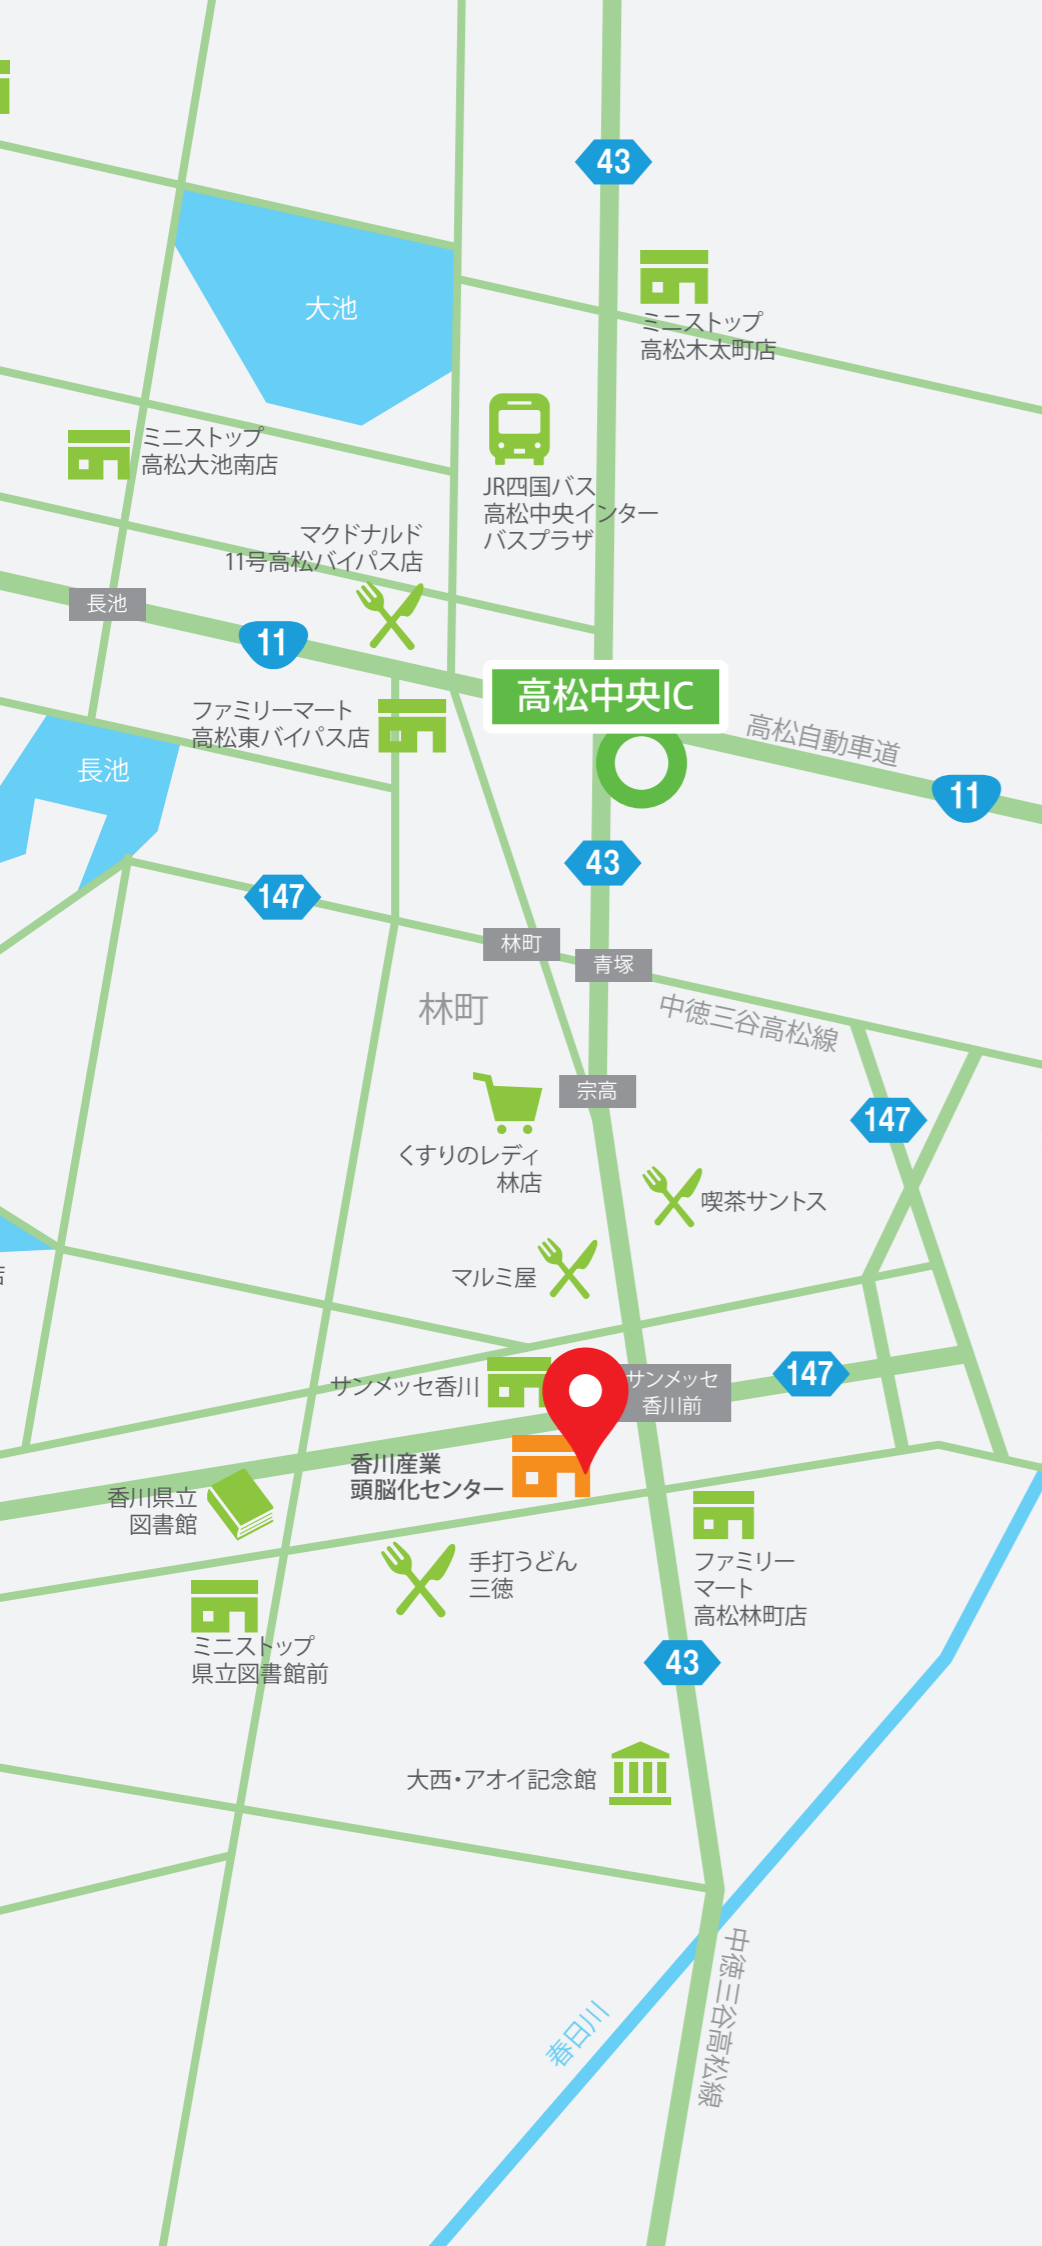 43
大池
ミニストップ
高松木太町店
ミニストップ
高松大池南店
JR四国バス
高松中央インター
バスプラザ
マクドナルド
11号高松バイパス店
長池
11
高松中央IC
ファミリーマート
高松東バイパス店
高松自動車道
長池
11
43
147
林町
青塚
林町
中徳三谷高松線
宗高
147
くすりのレディ
林店
喫茶サントス
マルミ屋
サンメッセ香川
サンメッセ
香川前
147
香川産業
頭脳化センター
香川県立
図書館
手打うどん
三徳
ファミリー
マート
高松林町店
ミニストップ
県立図書館前
43
大西・アオイ記念館
中徳三谷高松線
春日川